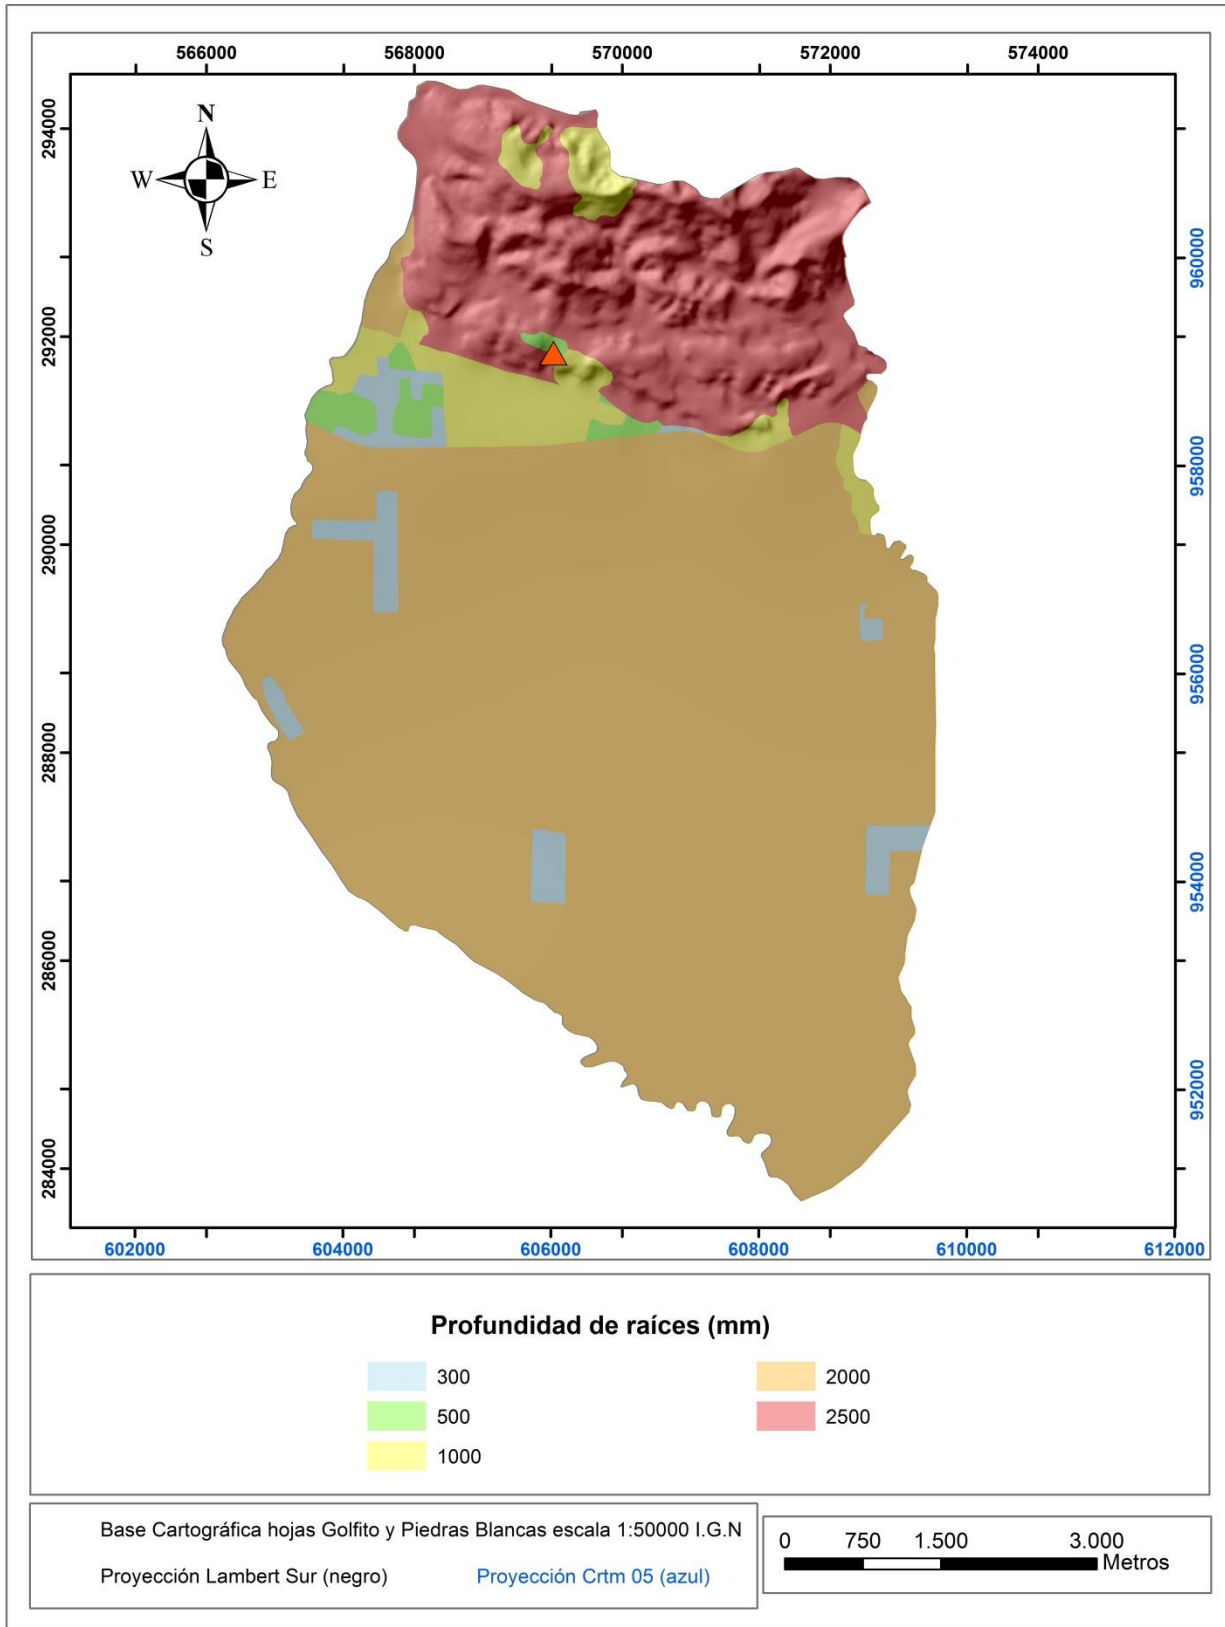 566000 568000 570000 572000 574000
N
W E
S
294000
292000
290000
288000
286000
284000
960000
958000
956000
954000
952000
602000 604000 606000 608000 610000 612000
Profundidad de raíces (mm)
300 2000
500 2500
1000
Base Cartográfica hojas Golfito y Piedras Blancas escala 1:50000 I.G.N
Proyección Lambert Sur (negro) Proyección Crtm 05 (azul)
0 750 1.500 3.000
Metros